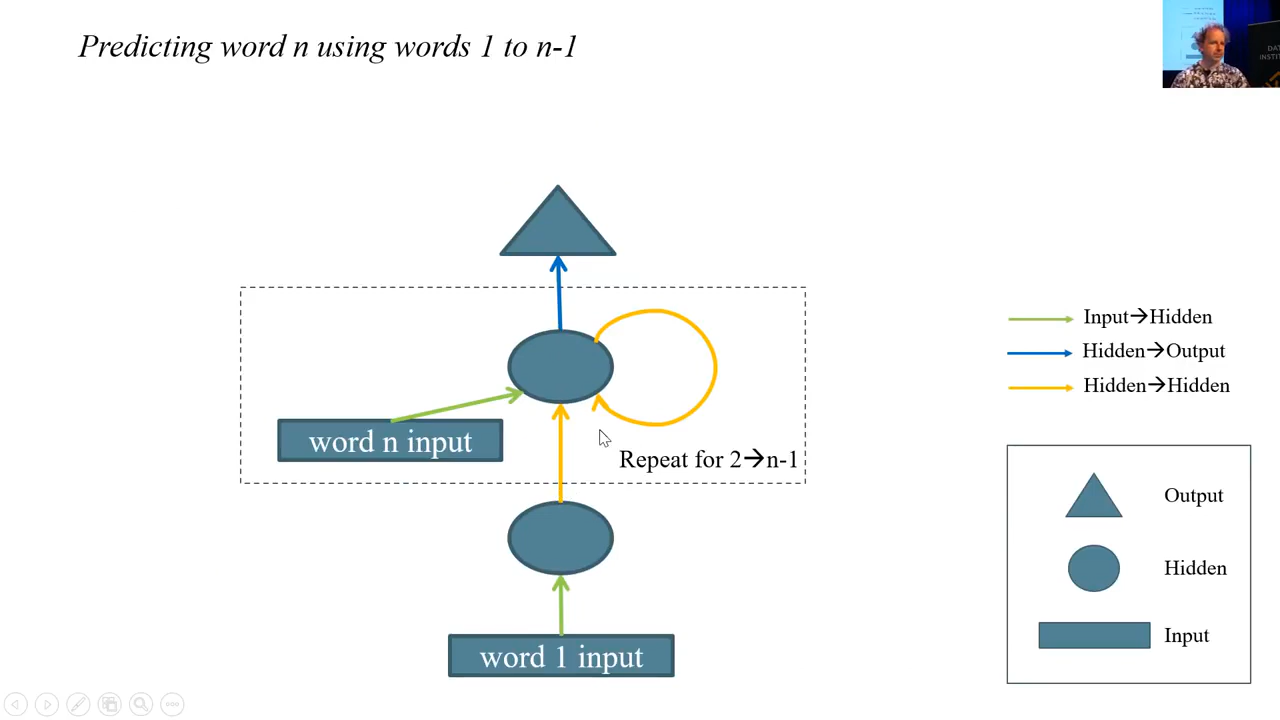 Predicting word n using words 1 to n-1
Input→Hidden
Hidden→Output
Hidden→Hidden
word n input
Repeat for 2→n-1
word 1 input
Output
Hidden
Input